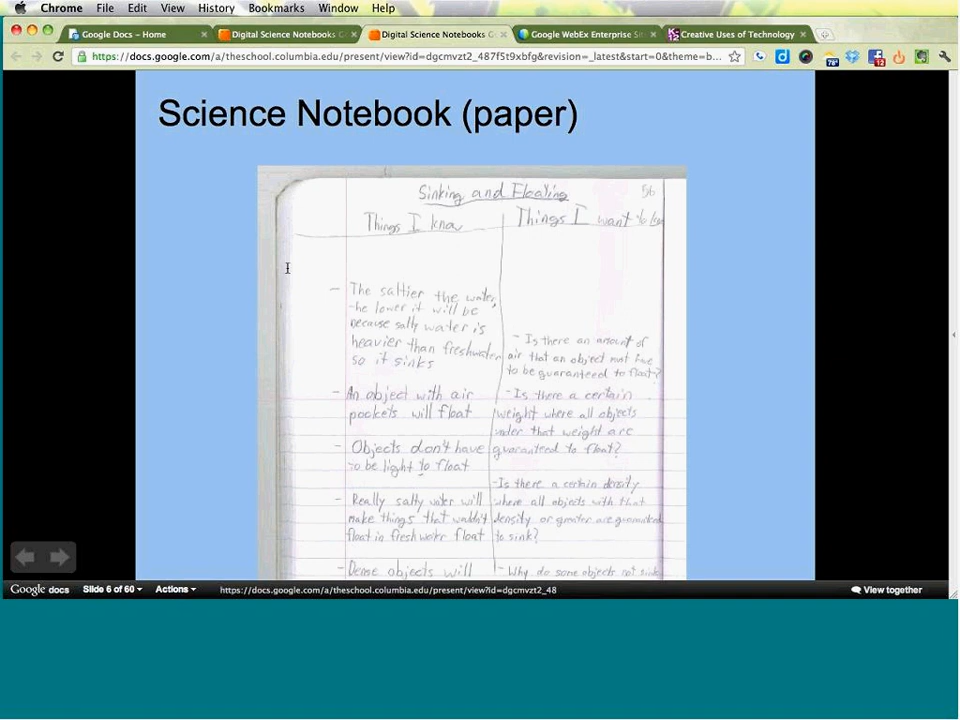 Chrome File Edit View History Bookmarks Window Help
Google Docs - Home
Digital Science Notebooks G
Digital Science Notebooks G
Google WebEx Enterprise Si
Creative Uses of Technology
https://docs.google.com/a/theschool.columbia.edu/present/view?id=dgcmvzt2_487f5t9xbfg&revision=_latest&start=0&theme=b...
78°
12
Science Notebook (paper)
Sinking and Floating
56
Things I know
Things I want to
- The saltier the water,
the lower it will be
because salty water is
heavier than freshwater
so it sinks
- An object with air
pockets will float
- Objects don't have
to be light to float
- Really salty water will
make things that wouldn't
float in freshwater float
- Dense objects will
- Is there an amount of
air that an object must have
to be guaranteed to float?
- Is there a certain
weight where all objects
under that weight are
guaranteed to float?
- Is there a certain density
where all objects with that
density or greater are guaranteed
to sink?
- Why do some objects not sink
Google docs Slide 6 of 60 Actions https://docs.google.com/a/theschool.columbia.edu/present/view?id=dgcmvzt2_48 View together